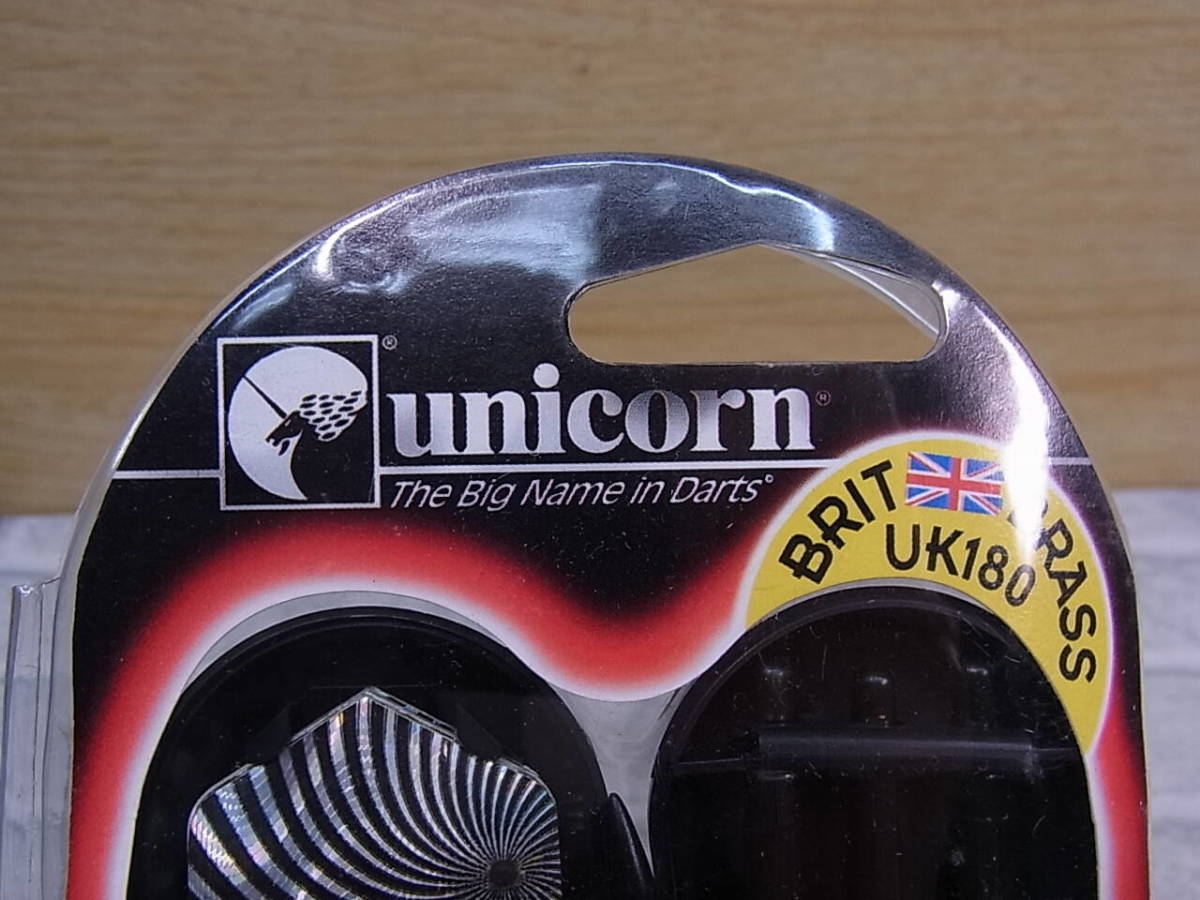 unicorn®
The Big Name in Darts®
BRIT BRASS
UK180